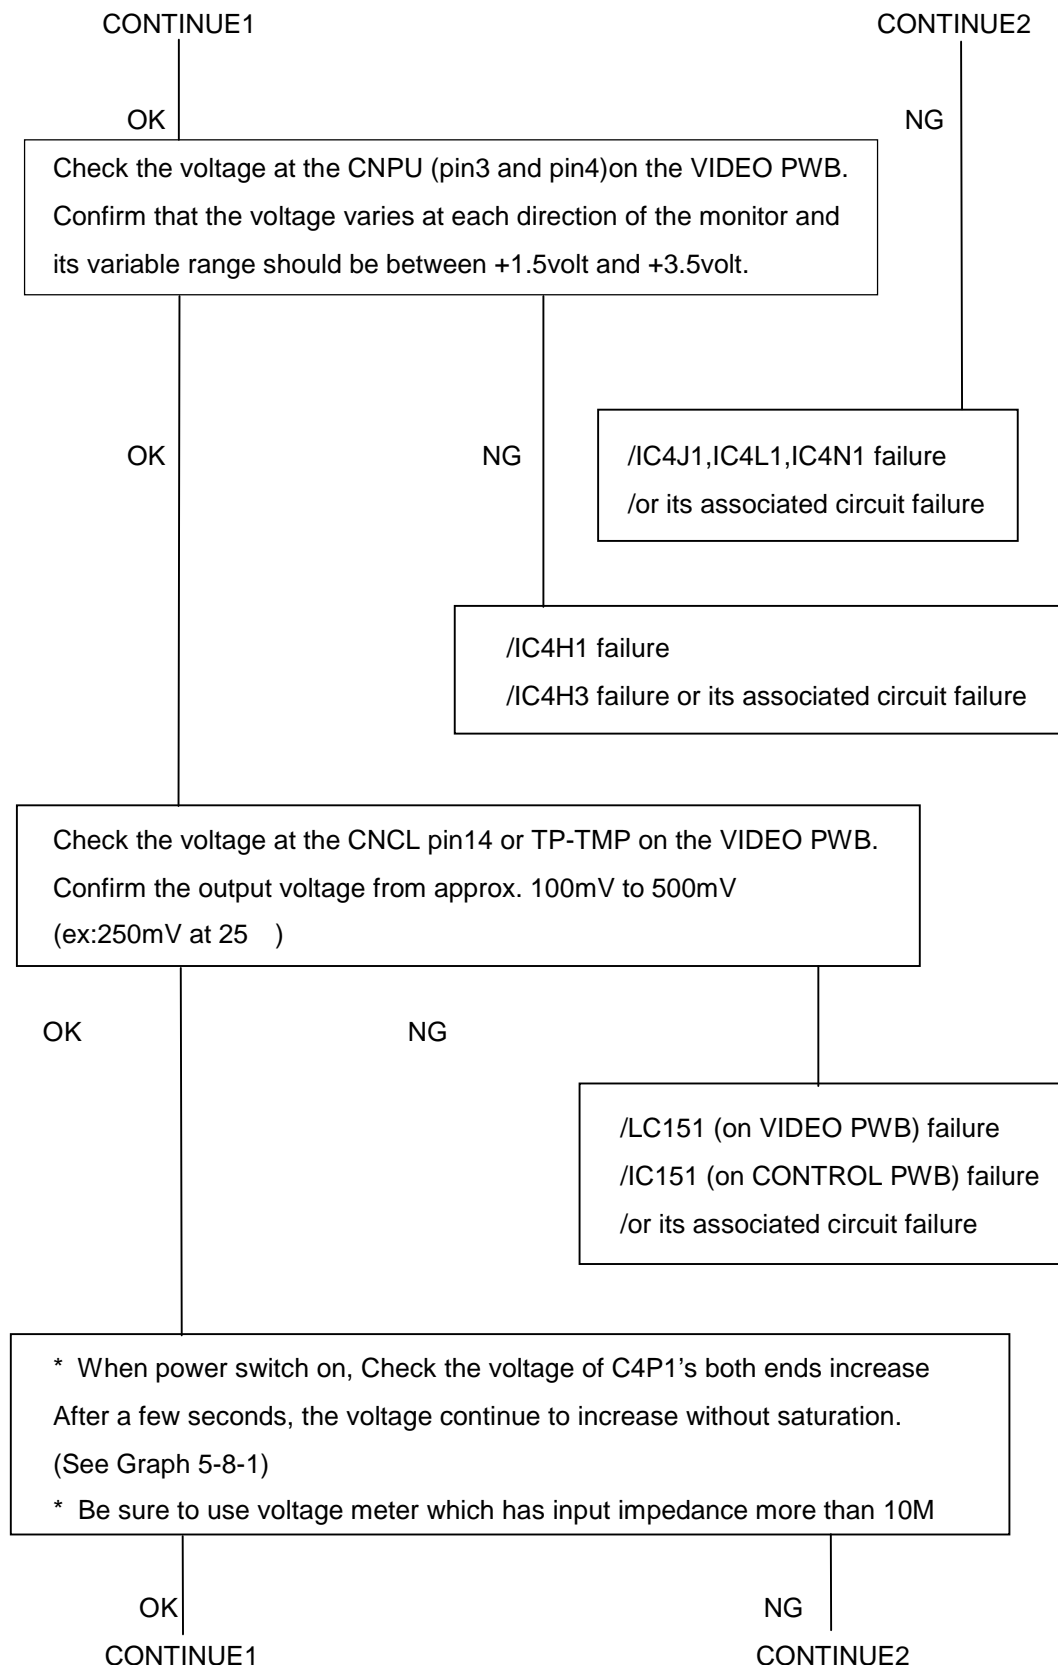 CONTINUE1
CONTINUE2
OK
NG
Check the voltage at the CNPU (pin3 and pin4)on the VIDEO PWB.
Confirm that the voltage varies at each direction of the monitor and
its variable range should be between +1.5volt and +3.5volt.
OK
NG
/IC4J1,IC4L1,IC4N1 failure
/or its associated circuit failure
/IC4H1 failure
/IC4H3 failure or its associated circuit failure
Check the voltage at the CNCL pin14 or TP-TMP on the VIDEO PWB.
Confirm the output voltage from approx. 100mV to 500mV
(ex:250mV at 25    )
OK
NG
/LC151 (on VIDEO PWB) failure
/IC151 (on CONTROL PWB) failure
/or its associated circuit failure
* When power switch on, Check the voltage of C4P1's both ends increase
After a few seconds, the voltage continue to increase without saturation.
(See Graph 5-8-1)
* Be sure to use voltage meter which has input impedance more than 10M
OK
NG
CONTINUE1
CONTINUE2